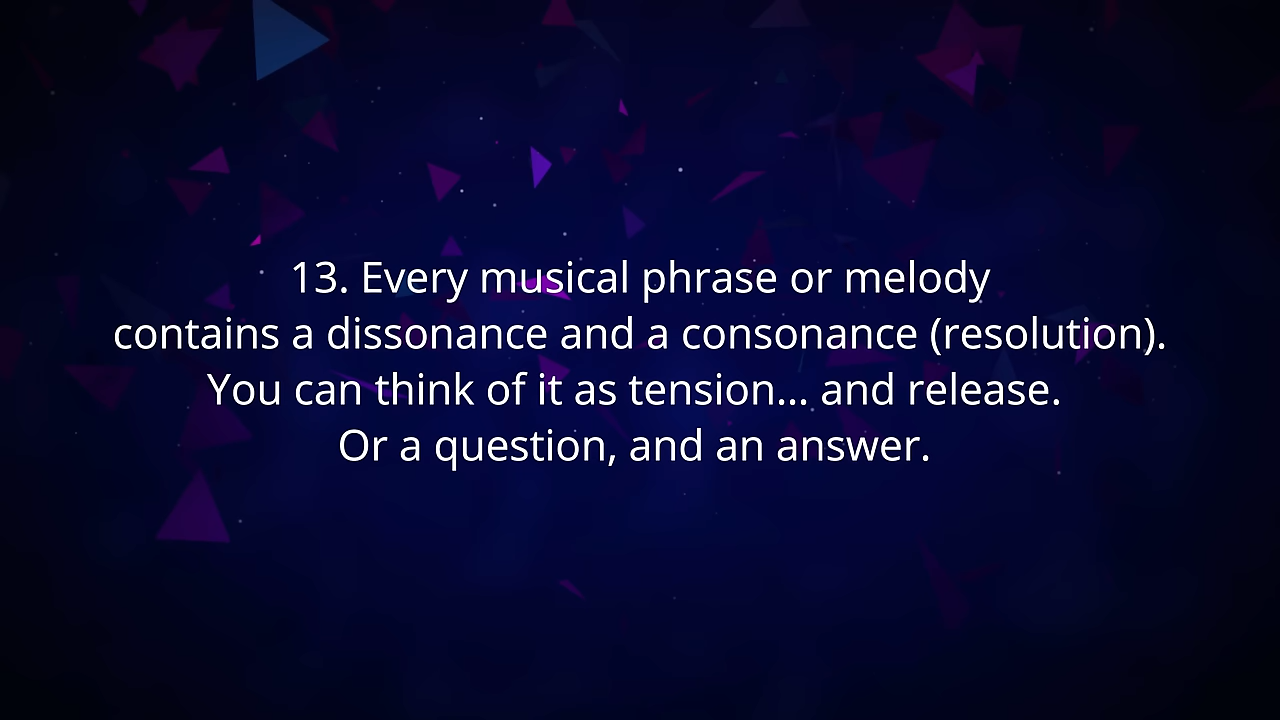 13. Every musical phrase or melody
contains a dissonance and a consonance (resolution).
You can think of it as tension... and release.
Or a question, and an answer.